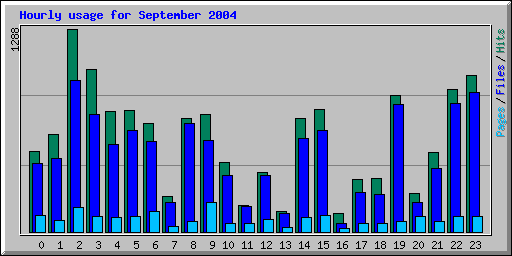 Hourly usage for September 2004
1288
Pages/Files/Hits
0 1 2 3 4 5 6 7 8 9 10 11 12 13 14 15 16 17 18 19 20 21 22 23